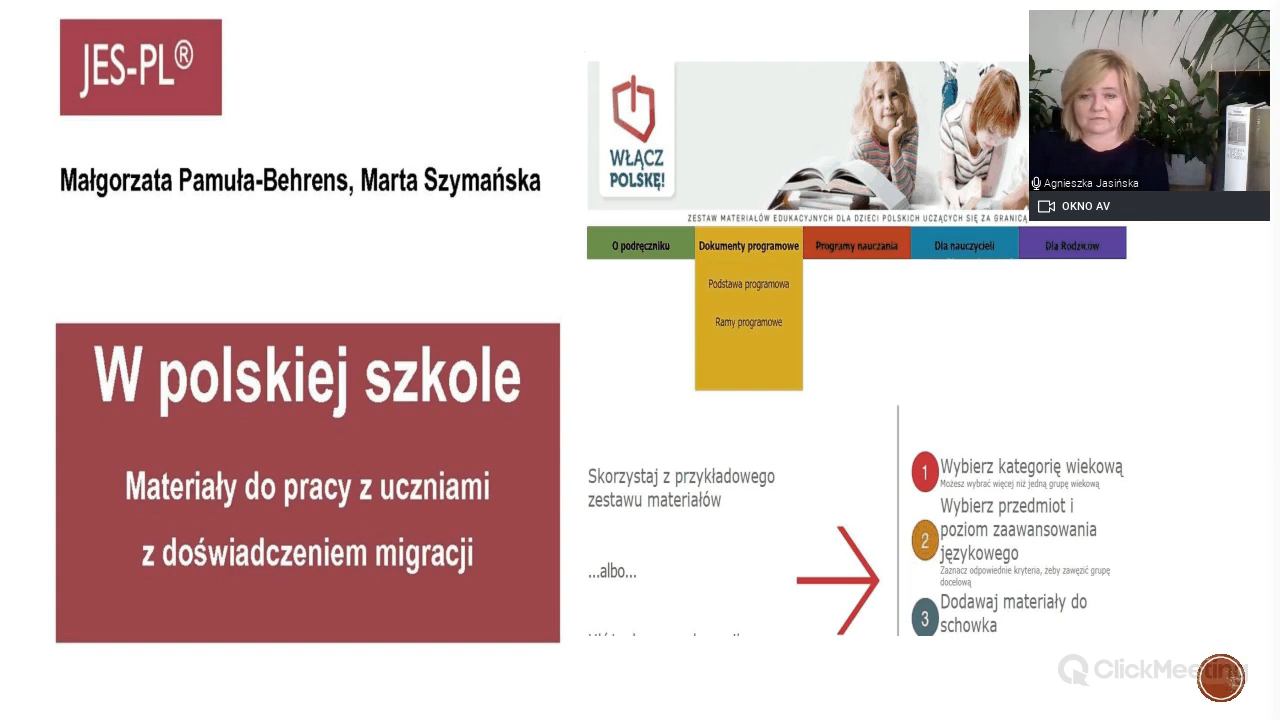 JES-PL®
Małgorzata Pamuła-Behrens, Marta Szymańska
W polskiej szkole
Materiały do pracy z uczniami
z doświadczeniem migracji
WŁĄCZ
POLSKĘ!
ZESTAW MATERIAŁÓW EDUKACYJNYCH DLA DZIECI POLSKICH UCZĄCYCH SIĘ ZA GRANICĄ
O podręczniku
Dokumenty programowe
Programy nauczania
Dla nauczycieli
Dla Rodziców
Podstawa programowa
Ramy programowe
Skorzystaj z przykładowego
zestawu materiałów
...albo...
1 Wybierz kategorię wiekową
Możesz wybrać więcej niż jedną grupę wiekową
Wybierz przedmiot i
2 poziom zaawansowania
językowego
Zaznacz odpowiednie kryteria, żeby zawęzić grupę
docelową
3 Dodawaj materiały do
schowka
Agnieszka Jasińska
OKNO AV
ClickMeeting